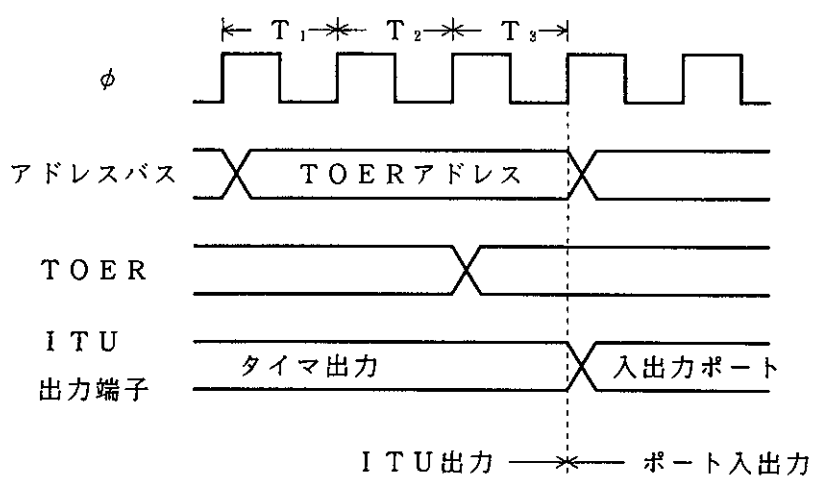 T₁ T₂ T₃
φ
アドレスバス TOERアドレス
TOER
ITU
出力端子 タイマ出力 入出力ポート
ITU出力 ポート入出力